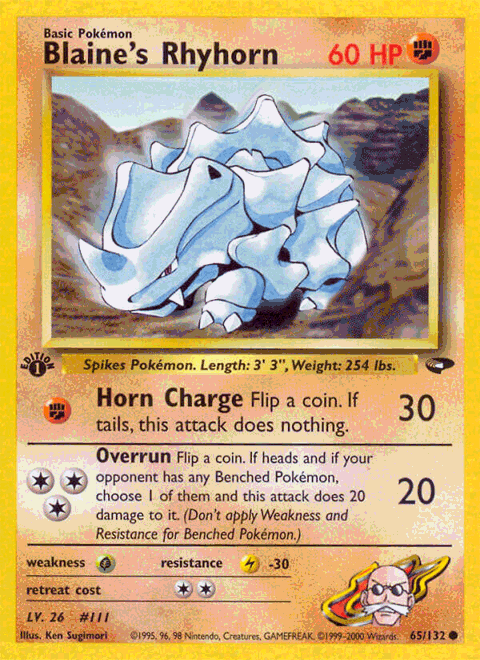 Basic Pokémon
Blaine's Rhyhorn 60 HP
EDITION
1
Spikes Pokémon. Length: 3' 3", Weight: 254 lbs.
Horn Charge Flip a coin. If
tails, this attack does nothing.
30
Overrun Flip a coin. If heads and if your
opponent has any Benched Pokémon,
choose 1 of them and this attack does 20
damage to it. (Don't apply Weakness and
Resistance for Benched Pokémon.)
20
weakness resistance -30
retreat cost
LV. 26 #111
Illus. Ken Sugimori ©1995, 96, 98 Nintendo, Creatures, GAMEFREAK. ©1999-2000 Wizards. 65/132